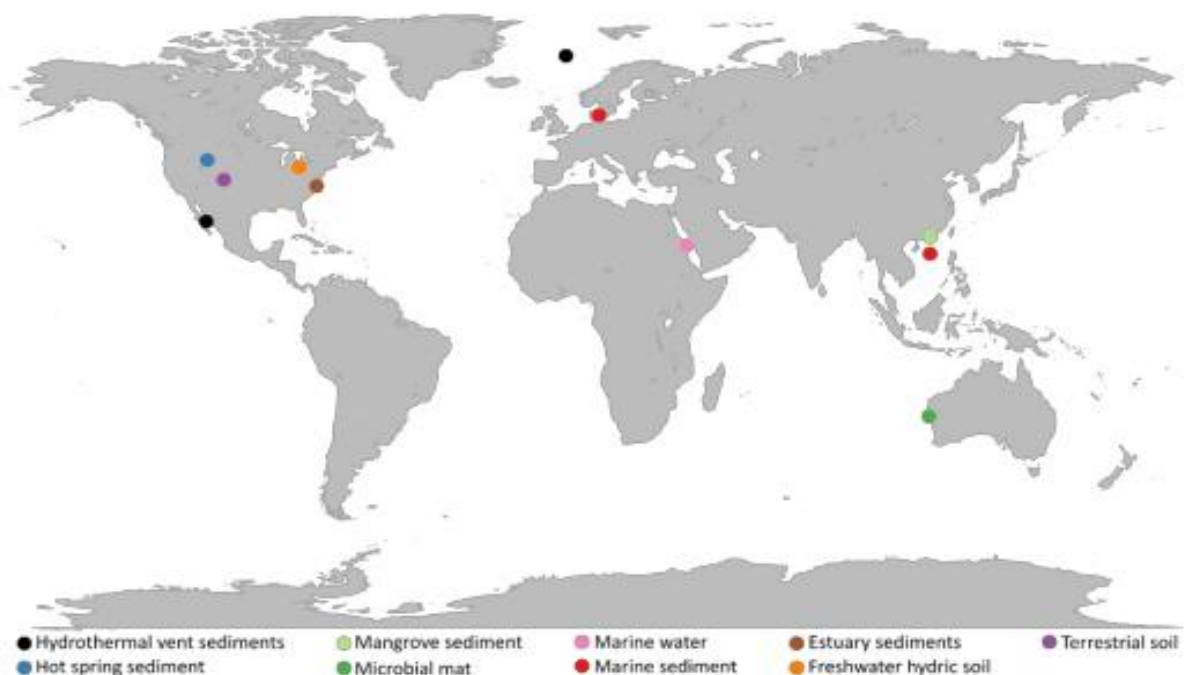 Hydrothermal vent sediments Mangrove sediment Marine water Estuary sediments Terrestrial soil
Hot spring sediment Microbial mat Marine sediment Freshwater hydric soil